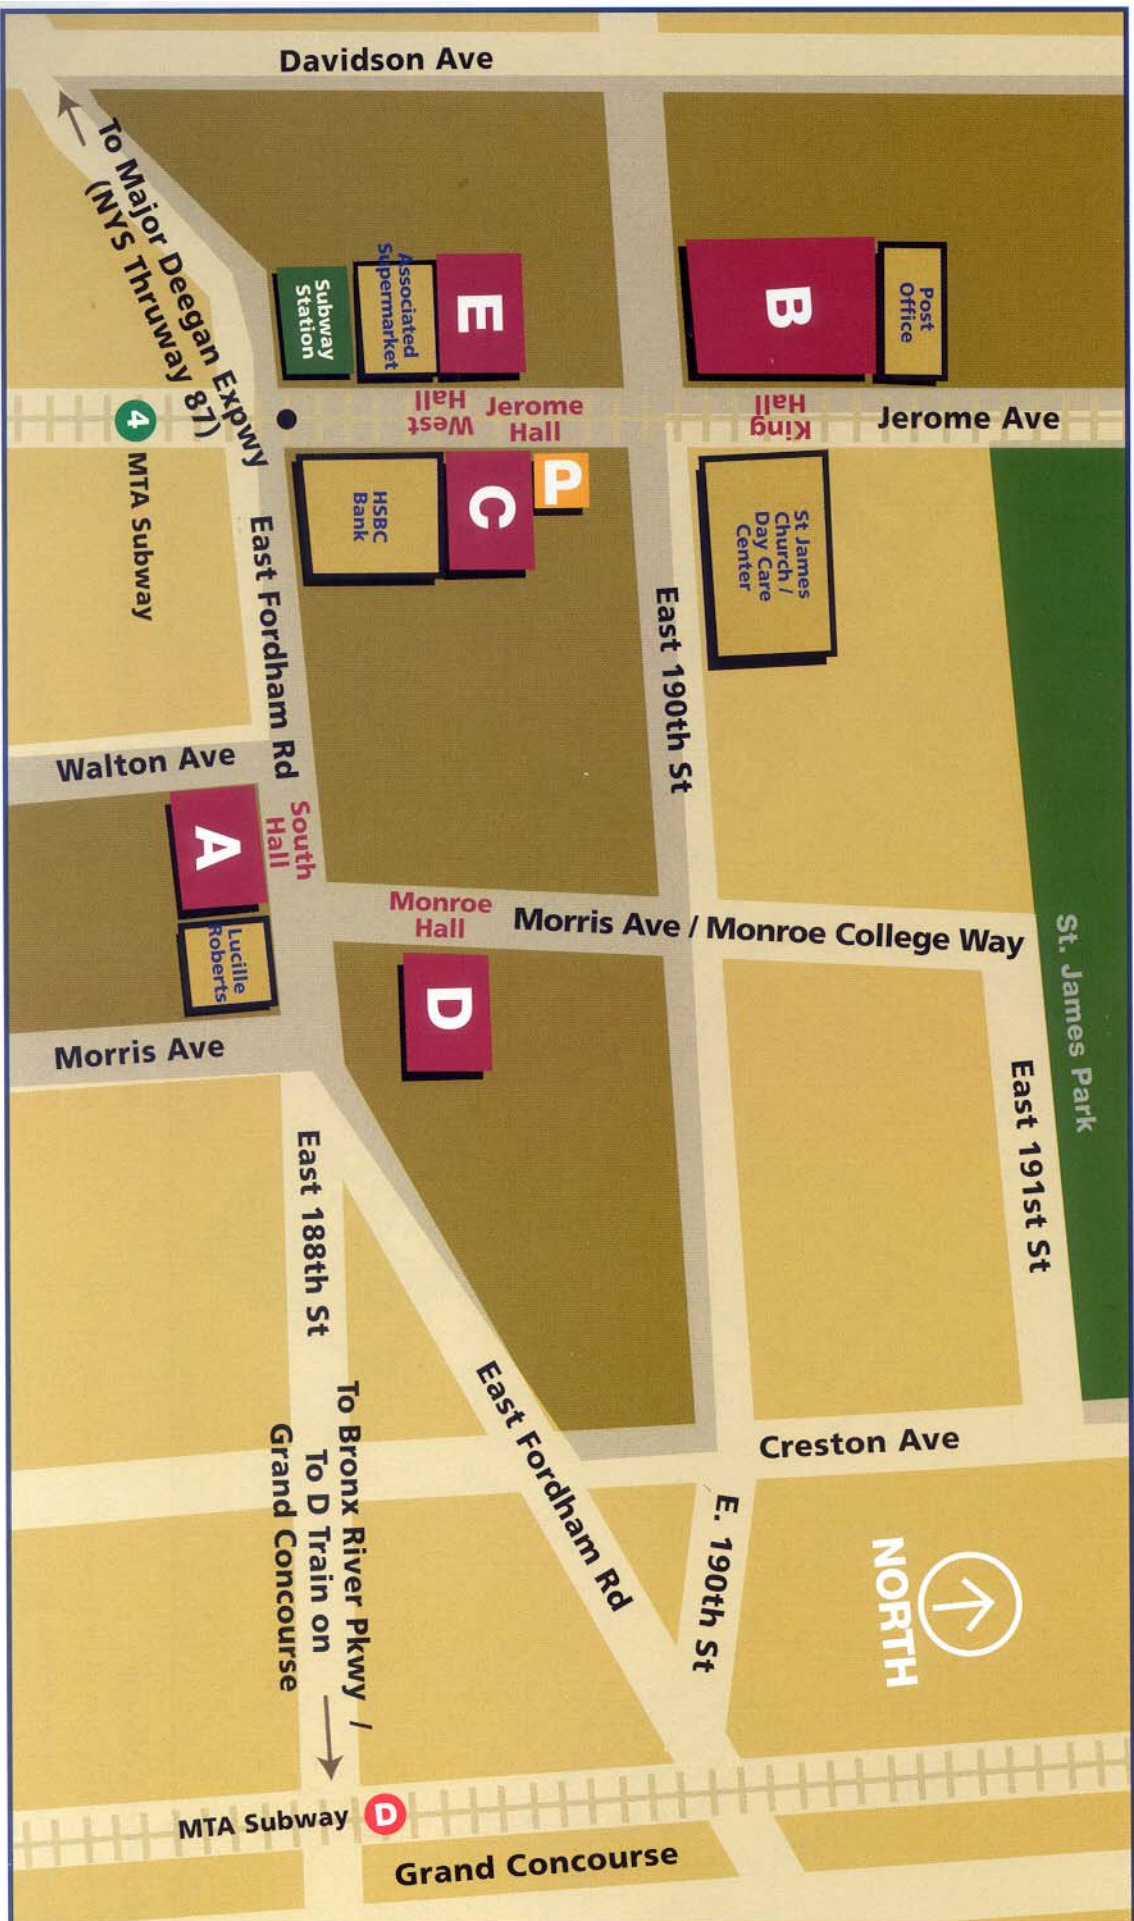 Davidson Ave
To Major Deegan Expwy
(NYS Thruway 87)
Associated
Supermarket
Subway
Station
E
B
Post
Office
4
MTA Subway
West
Hall
Jerome
Hall
King
Hall
Jerome Ave
HSBC
Bank
C
P
St James
Church /
Day Care
Center
East Fordham Rd
East 190th St
Walton Ave
A
South
Hall
Lucille
Roberts
Monroe
Hall
Morris Ave / Monroe College Way
D
St. James Park
Morris Ave
East 188th St
East 191st St
East Fordham Rd
Creston Ave
E. 190th St
To Bronx River Pkwy /
To D Train on
Grand Concourse
NORTH
MTA Subway
D
Grand Concourse